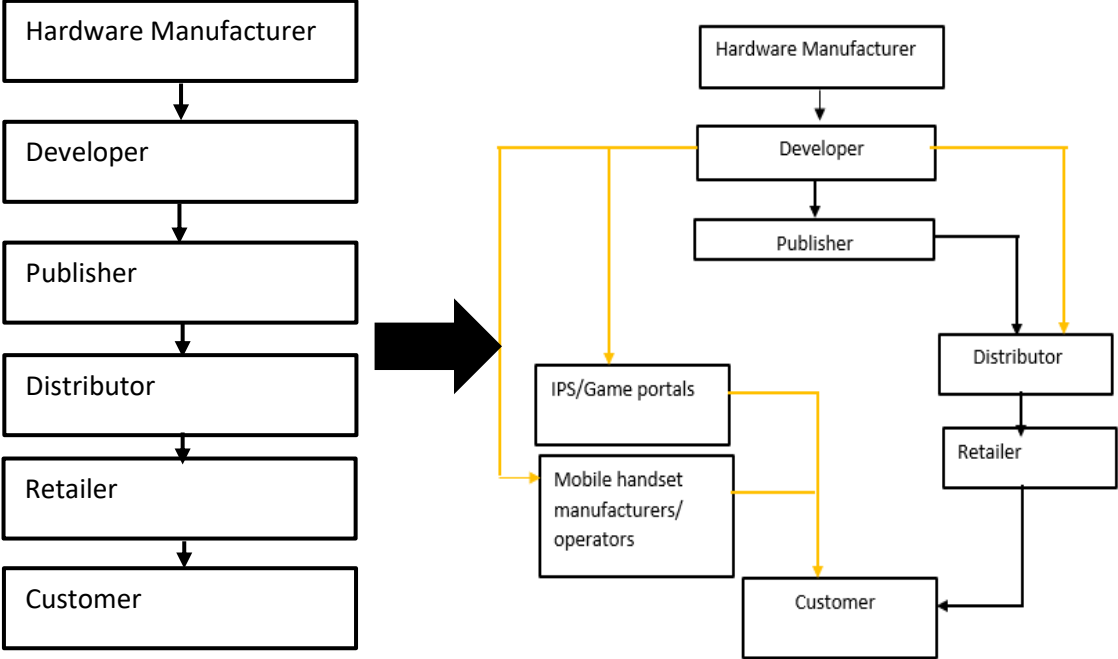 Hardware Manufacturer
Developer
Publisher
Distributor
Retailer
Customer
Hardware Manufacturer
Developer
Publisher
Distributor
IPS/Game portals
Retailer
Mobile handset
manufacturers/
operators
Customer